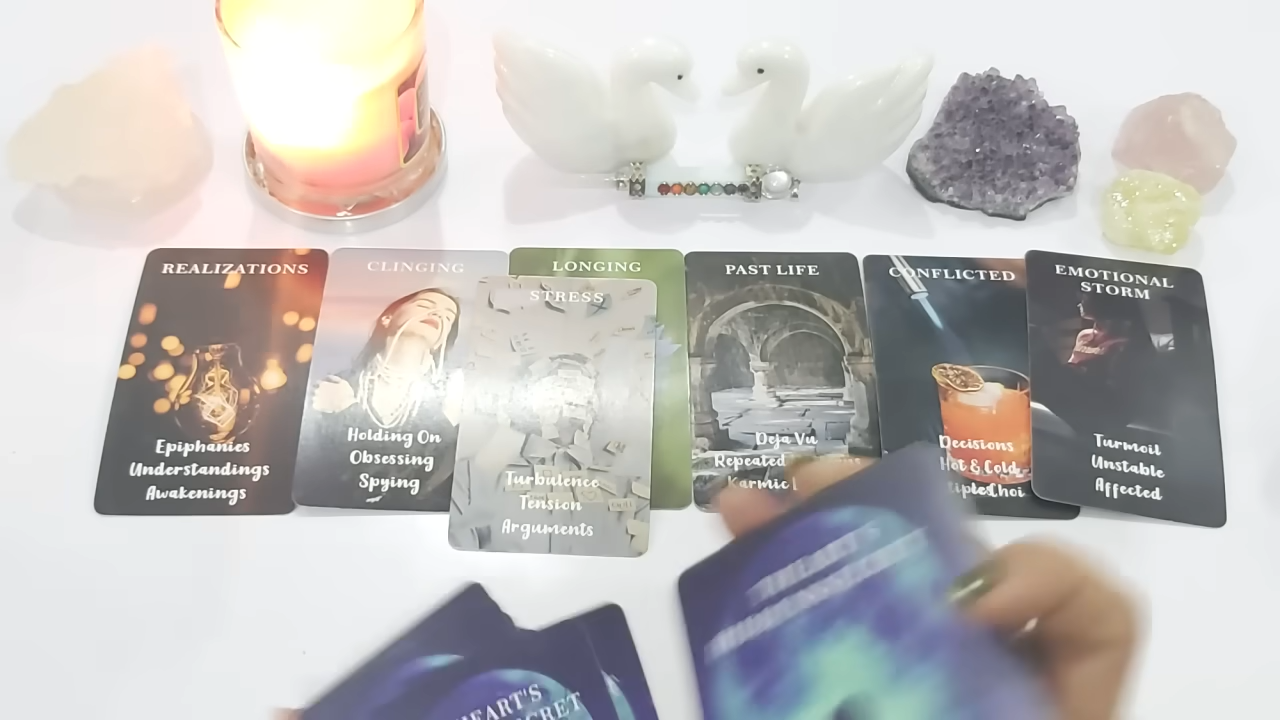 REALIZATIONS
Epiphanies
Understandings
Awakenings
CLINGING
Holding On
Obsessing
Spying
LONGING
STRESS
Turbulence
Tension
Arguments
PAST LIFE
Deja Vu
Repeated
Karmic
CONFLICTED
Decisions
Hot & Cold
EMOTIONAL
STORM
Turmoil
Unstable
Affected